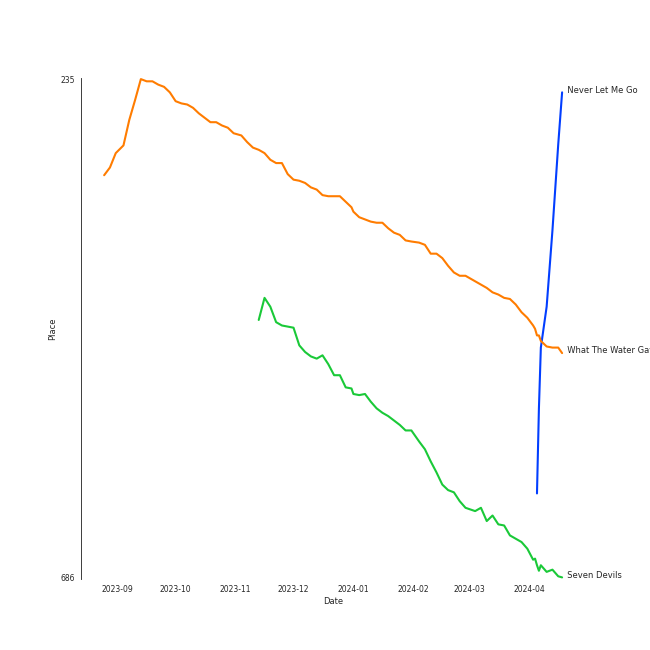 235
Never Let Me Go
Place
What The Water Ga
Seven Devils
686
2023-09 2023-10 2023-11 2023-12 2024-01 2024-02 2024-03 2024-04
Date